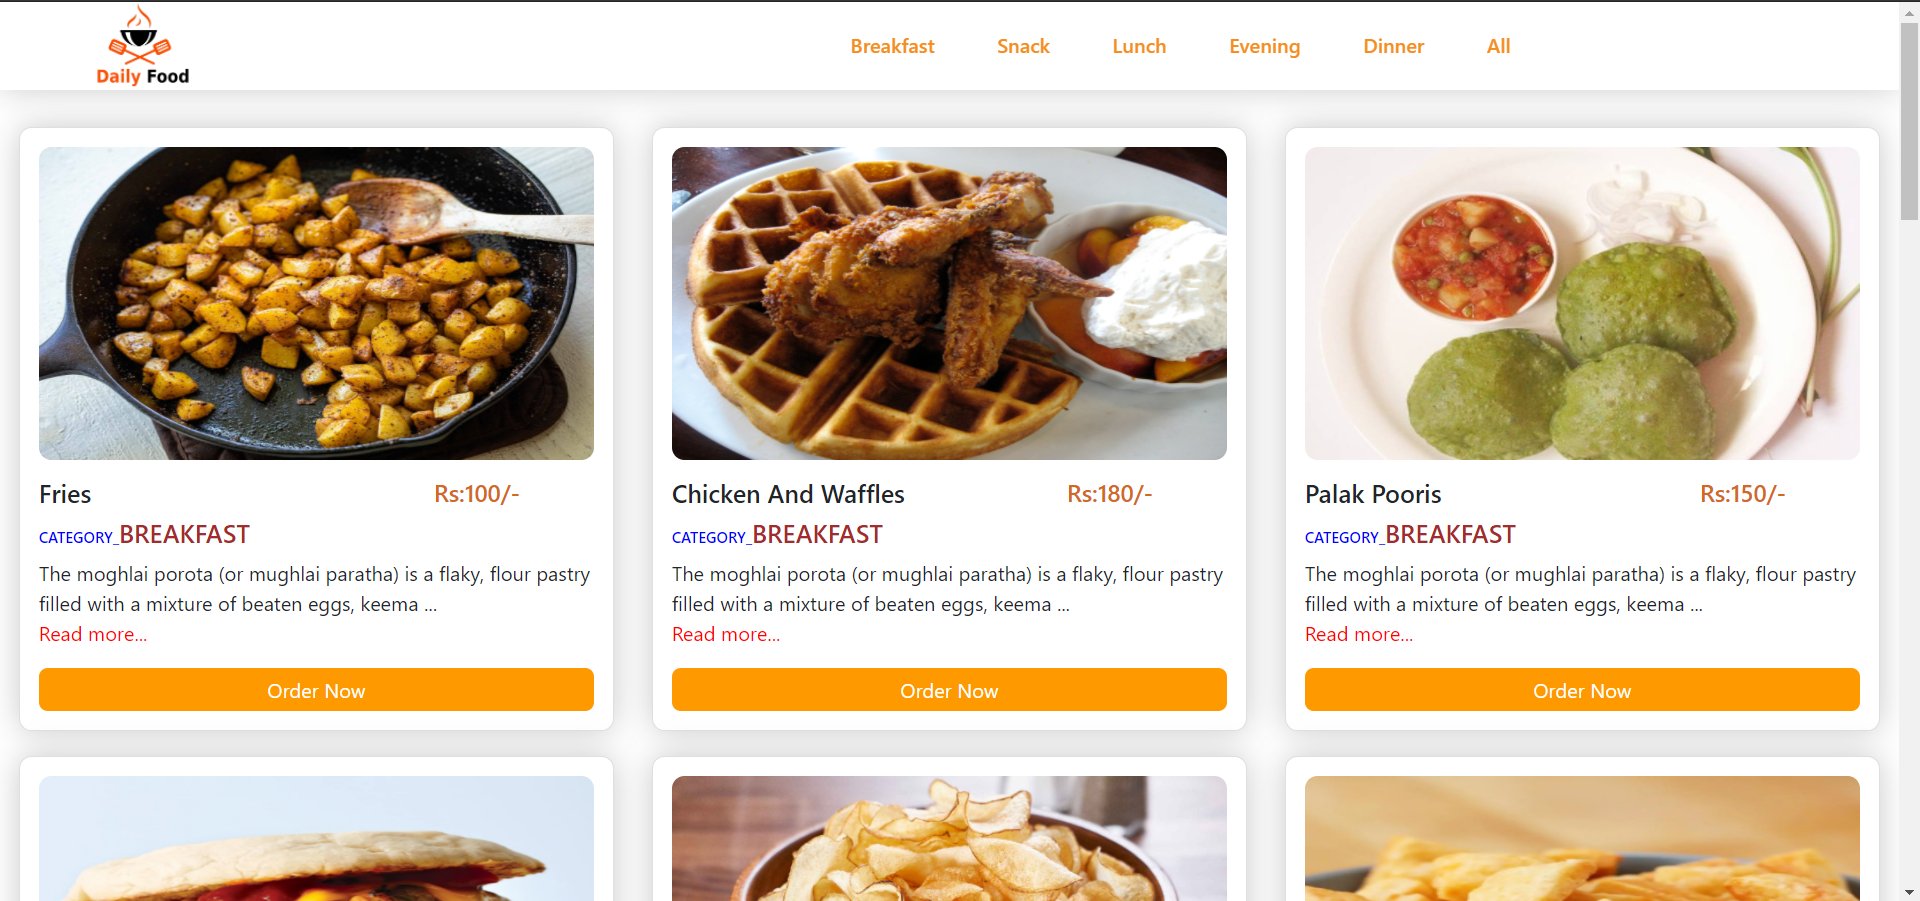 Daily Food
Breakfast Snack Lunch Evening Dinner All
Fries Rs:100/-
CATEGORY_BREAKFAST
The moghlai porota (or mughlai paratha) is a flaky, flour pastry
filled with a mixture of beaten eggs, keema ...
Read more...
Order Now
Chicken And Waffles Rs:180/-
CATEGORY_BREAKFAST
The moghlai porota (or mughlai paratha) is a flaky, flour pastry
filled with a mixture of beaten eggs, keema ...
Read more...
Order Now
Palak Pooris Rs:150/-
CATEGORY_BREAKFAST
The moghlai porota (or mughlai paratha) is a flaky, flour pastry
filled with a mixture of beaten eggs, keema ...
Read more...
Order Now